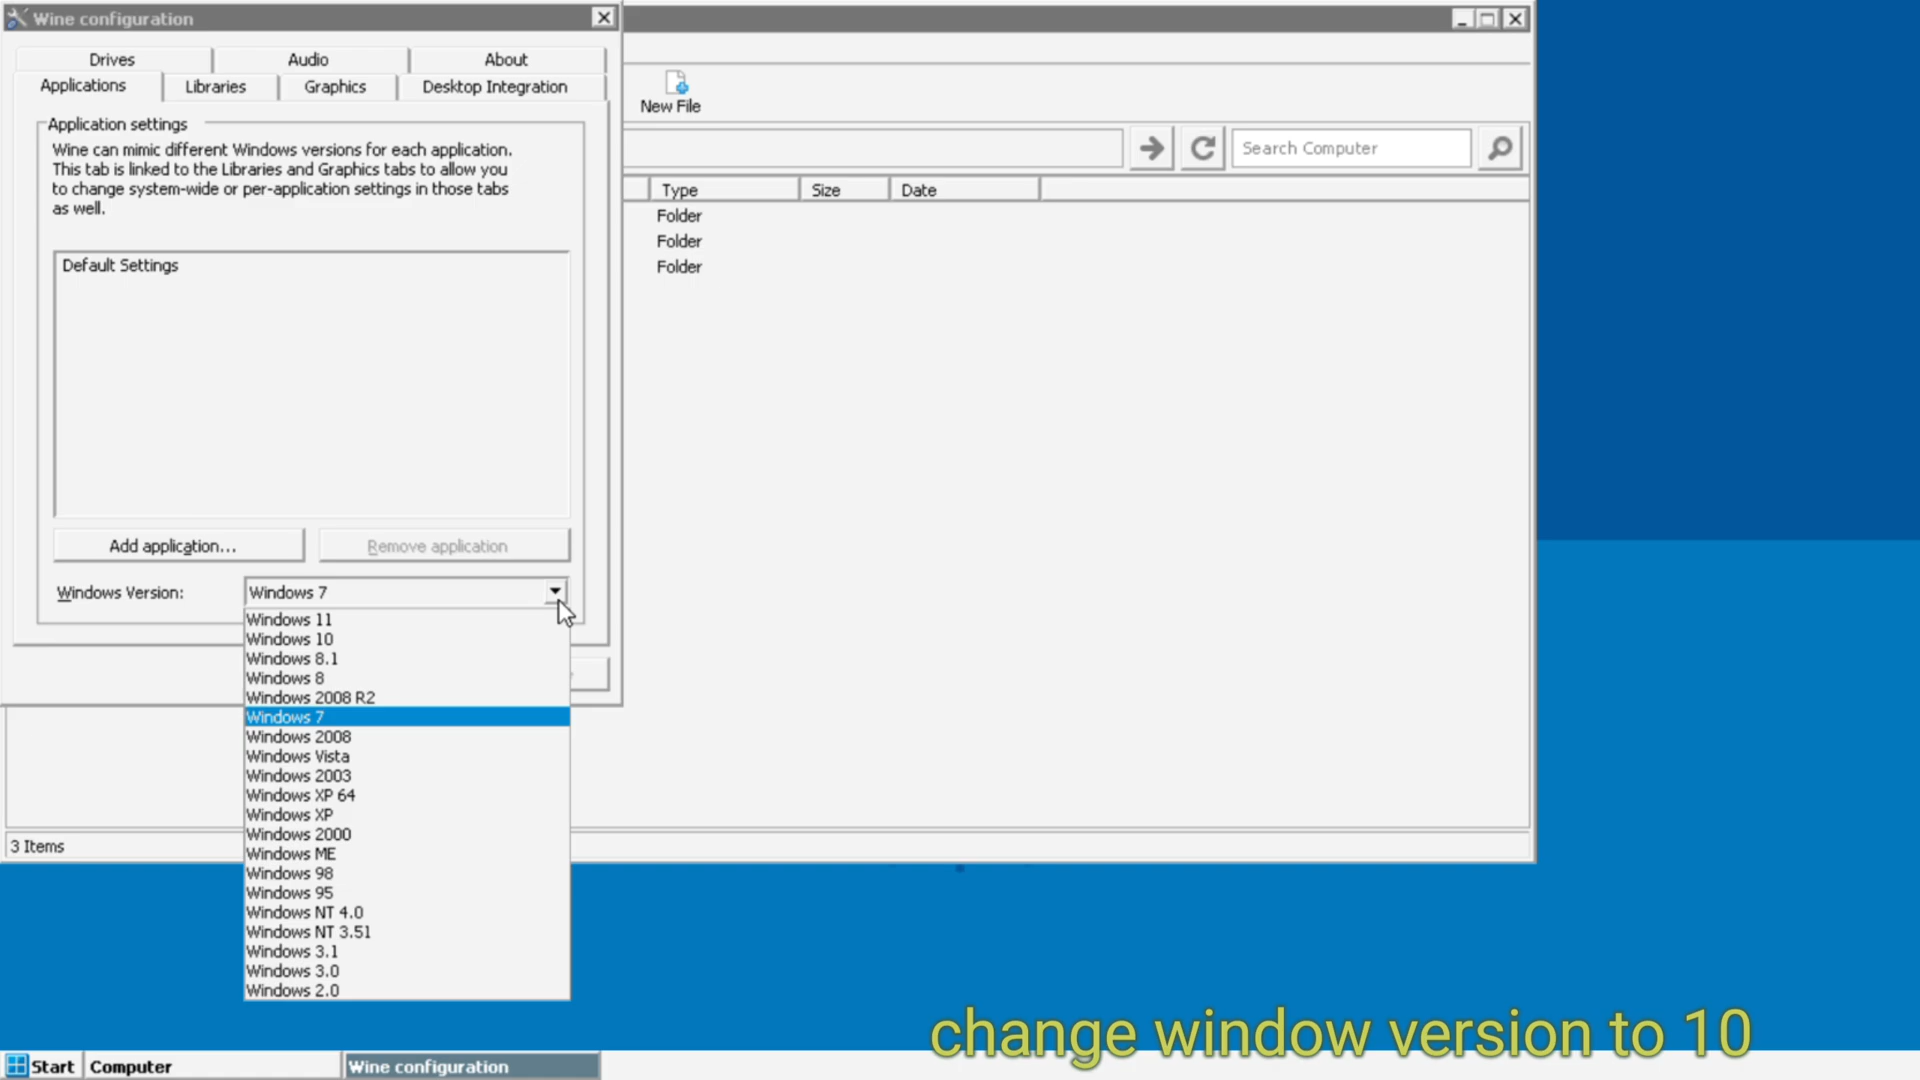 Wine configuration
Drives
Audio
About
Applications
Libraries
Graphics
Desktop Integration
Application settings
Wine can mimic different Windows versions for each application.
This tab is linked to the Libraries and Graphics tabs to allow you
to change system-wide or per-application settings in those tabs
as well.
Default Settings
Add application...
Remove application
Windows Version:
Windows 7
Windows 11
Windows 10
Windows 8.1
Windows 8
Windows 2008 R2
Windows 7
Windows 2008
Windows Vista
Windows 2003
Windows XP 64
Windows XP
Windows 2000
Windows ME
Windows 98
Windows 95
Windows NT 4.0
Windows NT 3.51
Windows 3.1
Windows 3.0
Windows 2.0
New File
Search Computer
Type
Size
Date
Folder
Folder
Folder
3 Items
change window version to 10
Start
Computer
Wine configuration